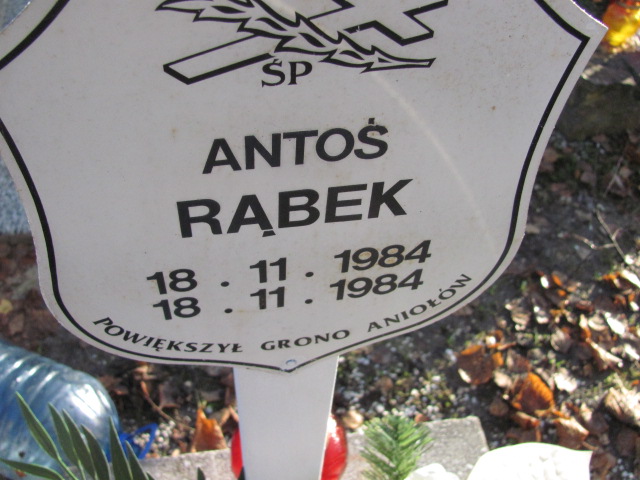 ŚP
ANTOŚ
RĄBEK
18 . 11 . 1984
18 . 11 . 1984
POWIĘKSZYŁ GRONO ANIOŁÓW